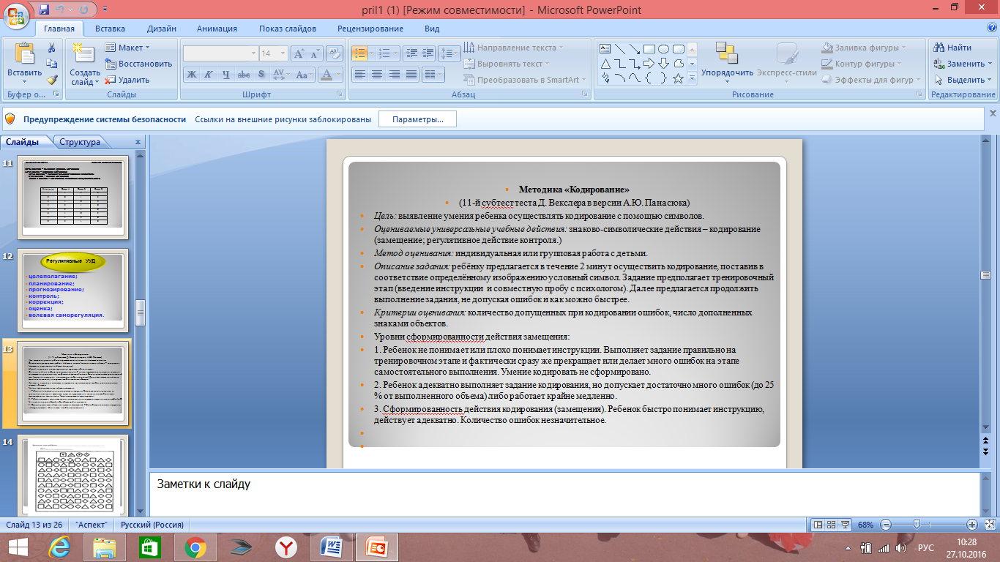 pril1 (1) [Режим совместимости] - Microsoft PowerPoint
Главная Вставка Дизайн Анимация Показ слайдов Рецензирование Вид
Вставить
Создать слайд
Макет
Восстановить
Удалить
14
Ж К Ч abc S AV Aa А
Направление текста
Выровнять текст
Преобразовать в SmartArt
Упорядочить
Экспресс-стили
Заливка фигуры
Контур фигуры
Эффекты для фигур
Найти
Заменить
Выделить
Буфер о... Слайды Шрифт Абзац Рисование Редактирование
Предупреждение системы безопасности Ссылки на внешние рисунки заблокированы Параметры...
Слайды Структура
11
12
Регулятивные УУД
целеполагание;
планирование;
прогнозирование;
контроль;
коррекция;
оценка;
волевая саморегуляция.
13
14
Методика «Кодирование»
(11-й субтест теста Д. Векслера в версии А.Ю. Панасюка)
Цель: выявление умения ребенка осуществлять кодирование с помощью символов.
Оцениваемые универсальные учебные действия: знаково-символические действия – кодирование
(замещение; регулятивное действие контроля.)
Метод оценивания: индивидуальная или групповая работа с детьми.
Описание задания: ребёнку предлагается в течение 2 минут осуществить кодирование, поставив в
соответствие определённому изображению условный символ. Задание предполагает тренировочный
этап (введение инструкции и совместную пробу с психологом). Далее предлагается продолжить
выполнение задания, не допуская ошибок и как можно быстрее.
Критерии оценивания: количество допущенных при кодировании ошибок, число дополненных
знаками объектов.
Уровни сформированности действия замещения:
1. Ребенок не понимает или плохо понимает инструкции. Выполняет задание правильно на
тренировочном этапе и фактически сразу же прекращает или делает много ошибок на этапе
самостоятельного выполнения. Умение кодировать не сформировано.
2. Ребенок адекватно выполняет задание кодирования, но допускает достаточно много ошибок (до 25
% от выполненного объема) либо работает крайне медленно.
3. Сформированность действия кодирования (замещения). Ребенок быстро понимает инструкцию,
действует адекватно. Количество ошибок незначительное.
Заметки к слайду
Слайд 13 из 26 "Аспект" Русский (Россия) 68%
РУС
10:28
27.10.2016